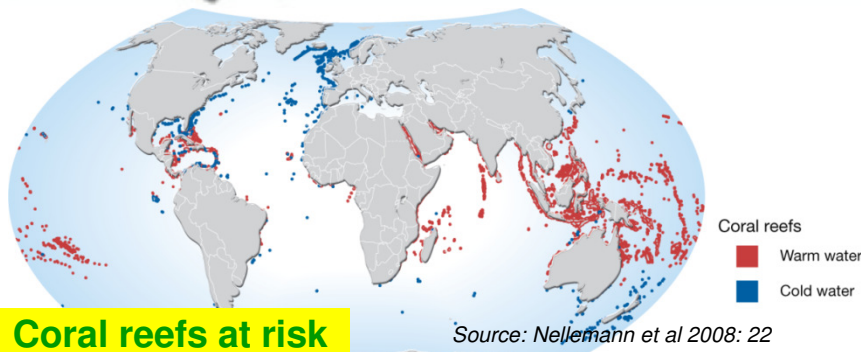 Coral reefs
Warm water
Cold water
Coral reefs at risk
Source: Nellemann et al 2008: 22